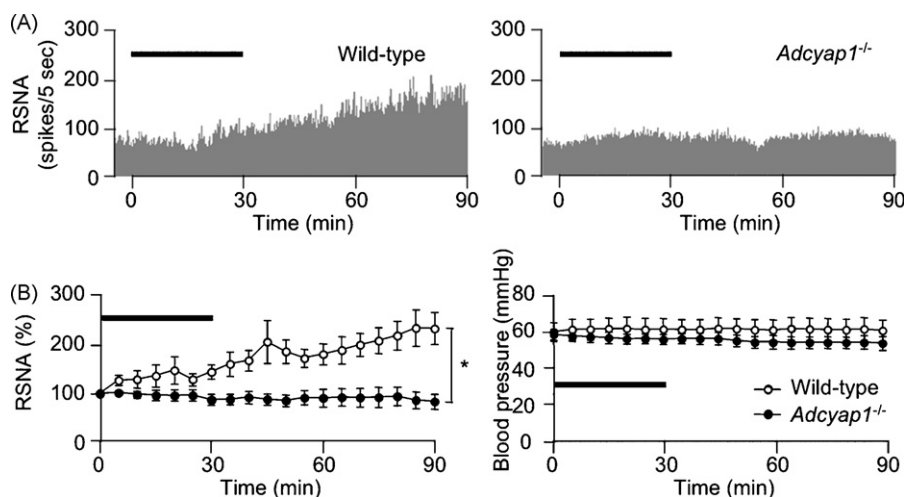 (A)
300
200
100
0
RSNA
(spikes/5 sec)
Wild-type
0 30 60 90
Time (min)
300
200
100
0
Adcyap1-/-
0 30 60 90
Time (min)
(B)
300
200
100
0
RSNA (%)
*
0 30 60 90
Time (min)
80
60
40
20
0
Blood pressure (mmHg)
Wild-type
Adcyap1-/-
0 30 60 90
Time (min)